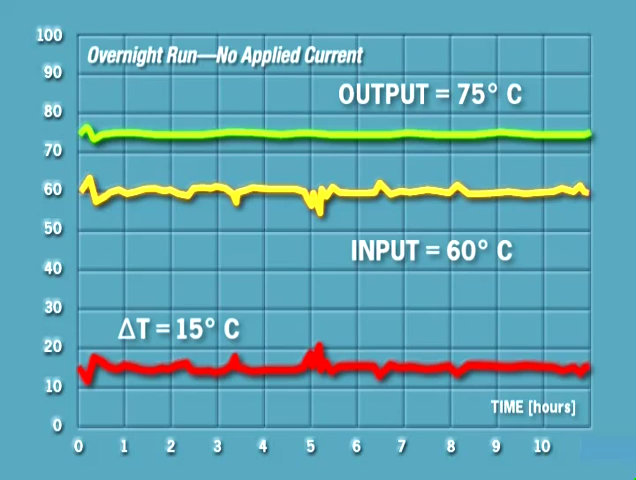 100
Overnight Run—No Applied Current
90
OUTPUT = 75° C
80
70
60
50
INPUT = 60° C
40
30
ΔT = 15° C
20
10
TIME [hours]
0
0 1 2 3 4 5 6 7 8 9 10